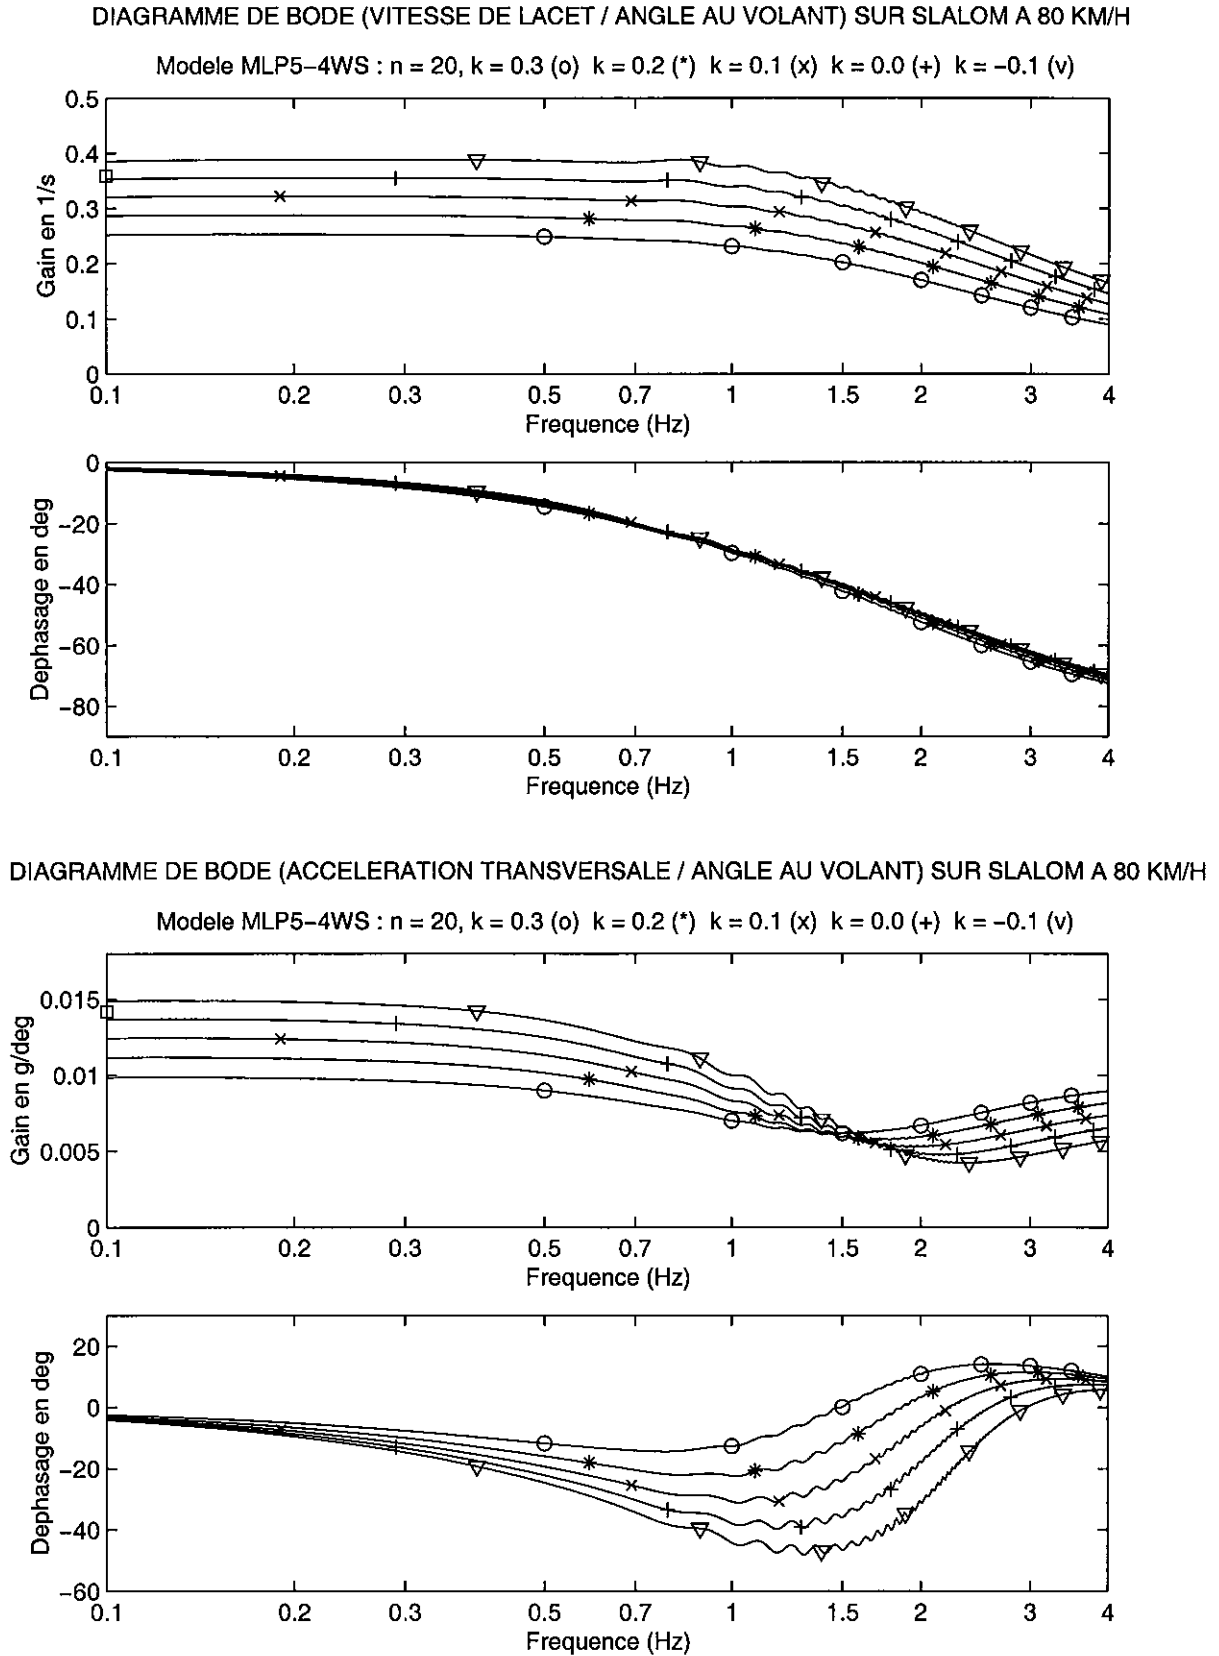 DIAGRAMME DE BODE (VITESSE DE LACET / ANGLE AU VOLANT) SUR SLALOM A 80 KM/H
Modele MLP5-4WS : n = 20, k = 0.3 (o) k = 0.2 (*) k = 0.1 (x) k = 0.0 (+) k = -0.1 (v)
Gain en 1/s
0.5
0.4
0.3
0.2
0.1
0
0.1 0.2 0.3 0.5 0.7 1 1.5 2 3 4
Frequence (Hz)
Dephasage en deg
0
-20
-40
-60
-80
0.1 0.2 0.3 0.5 0.7 1 1.5 2 3 4
Frequence (Hz)
DIAGRAMME DE BODE (ACCELERATION TRANSVERSALE / ANGLE AU VOLANT) SUR SLALOM A 80 KM/H
Modele MLP5-4WS : n = 20, k = 0.3 (o) k = 0.2 (*) k = 0.1 (x) k = 0.0 (+) k = -0.1 (v)
Gain en g/deg
0.015
0.01
0.005
0
0.1 0.2 0.3 0.5 0.7 1 1.5 2 3 4
Frequence (Hz)
Dephasage en deg
20
0
-20
-40
-60
0.1 0.2 0.3 0.5 0.7 1 1.5 2 3 4
Frequence (Hz)